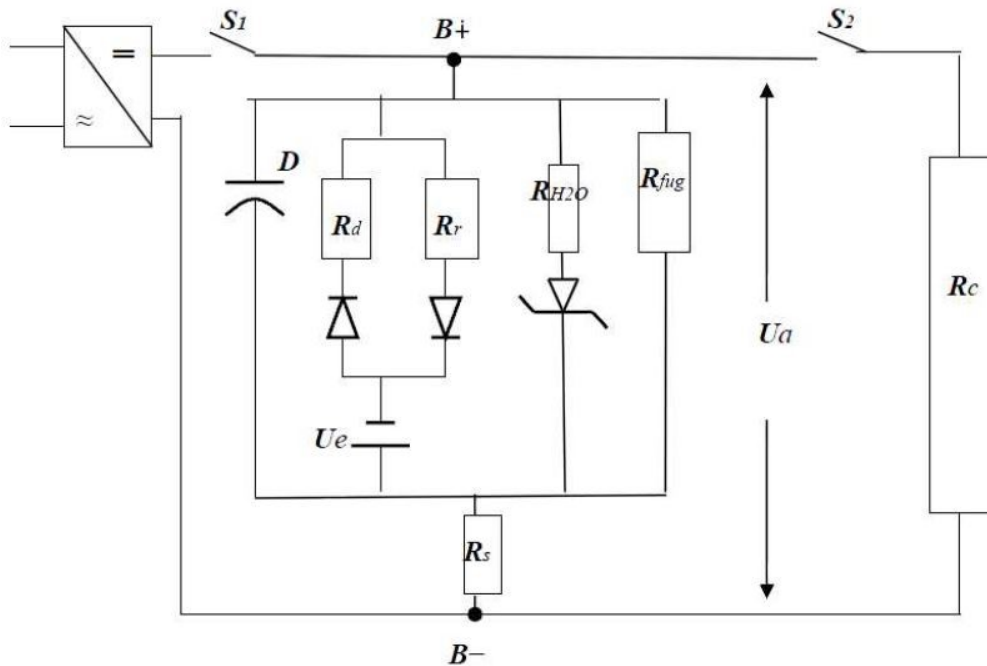 S1
B+
S2
=
≈
D
Rd
Rr
RH2O
Rfug
Rc
Ua
Ue
Rs
B−